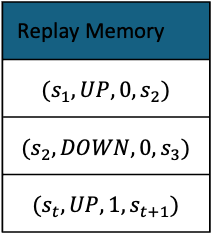 Replay Memory
(s₁, UP, 0, s₂)
(s₂, DOWN, 0, s₃)
(sₜ, UP, 1, sₜ₊₁)